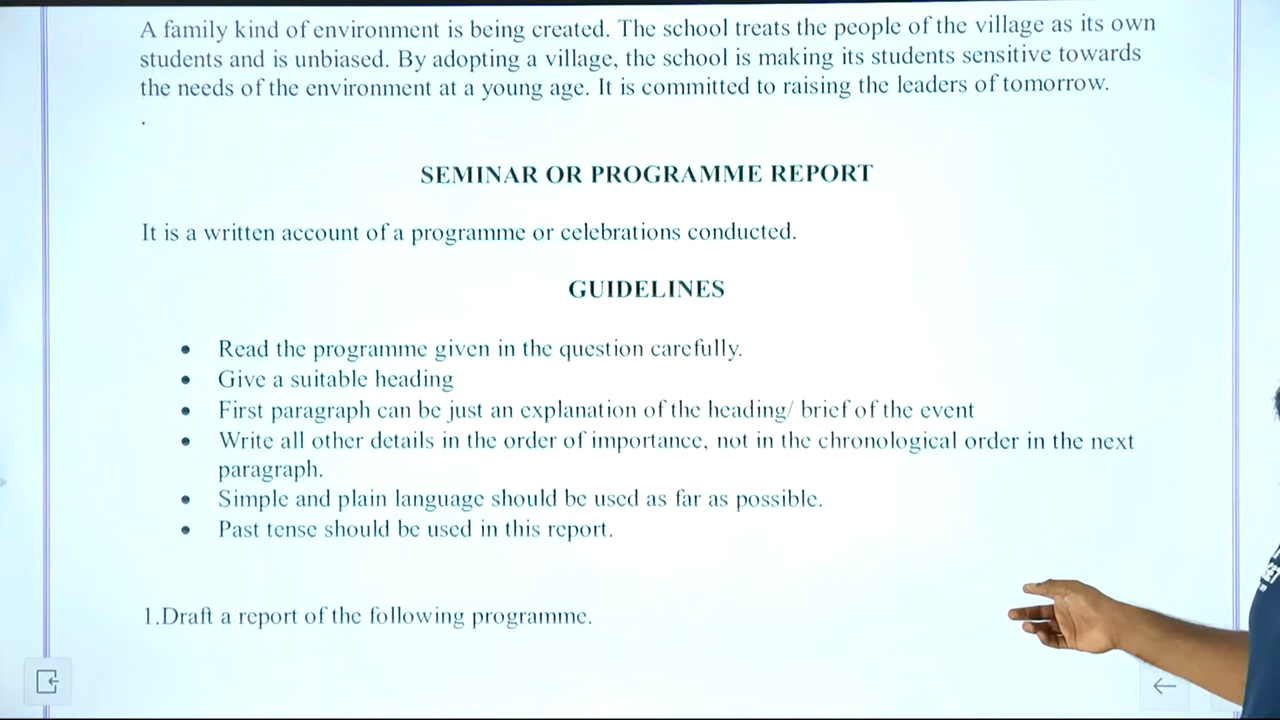 A family kind of environment is being created. The school treats the people of the village as its own
students and is unbiased. By adopting a village, the school is making its students sensitive towards
the needs of the environment at a young age. It is committed to raising the leaders of tomorrow.
.
SEMINAR OR PROGRAMME REPORT
It is a written account of a programme or celebrations conducted.
GUIDELINES
• Read the programme given in the question carefully.
• Give a suitable heading
• First paragraph can be just an explanation of the heading/ brief of the event
• Write all other details in the order of importance, not in the chronological order in the next
paragraph.
• Simple and plain language should be used as far as possible.
• Past tense should be used in this report.
1.Draft a report of the following programme.